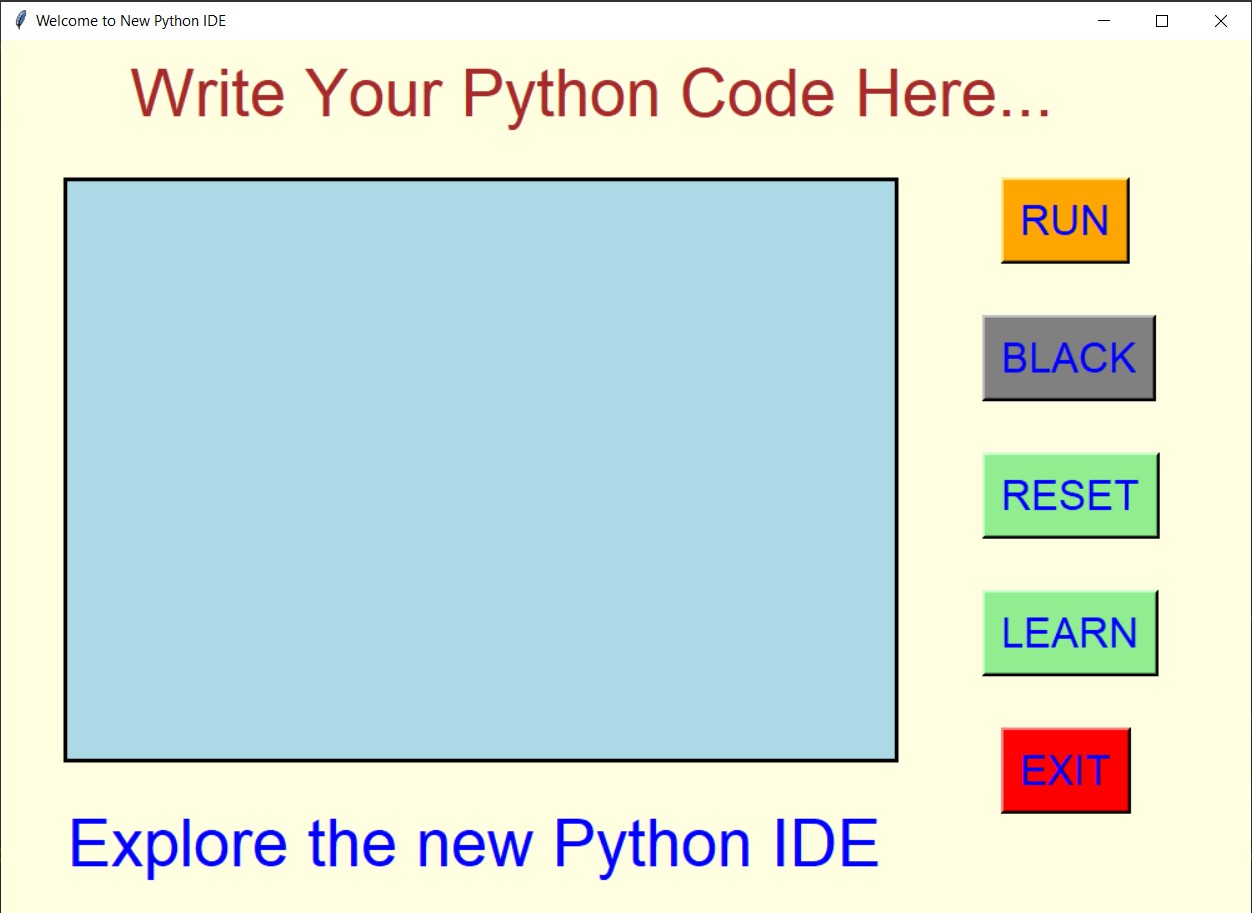 Welcome to New Python IDE
Write Your Python Code Here...
RUN
BLACK
RESET
LEARN
EXIT
Explore the new Python IDE